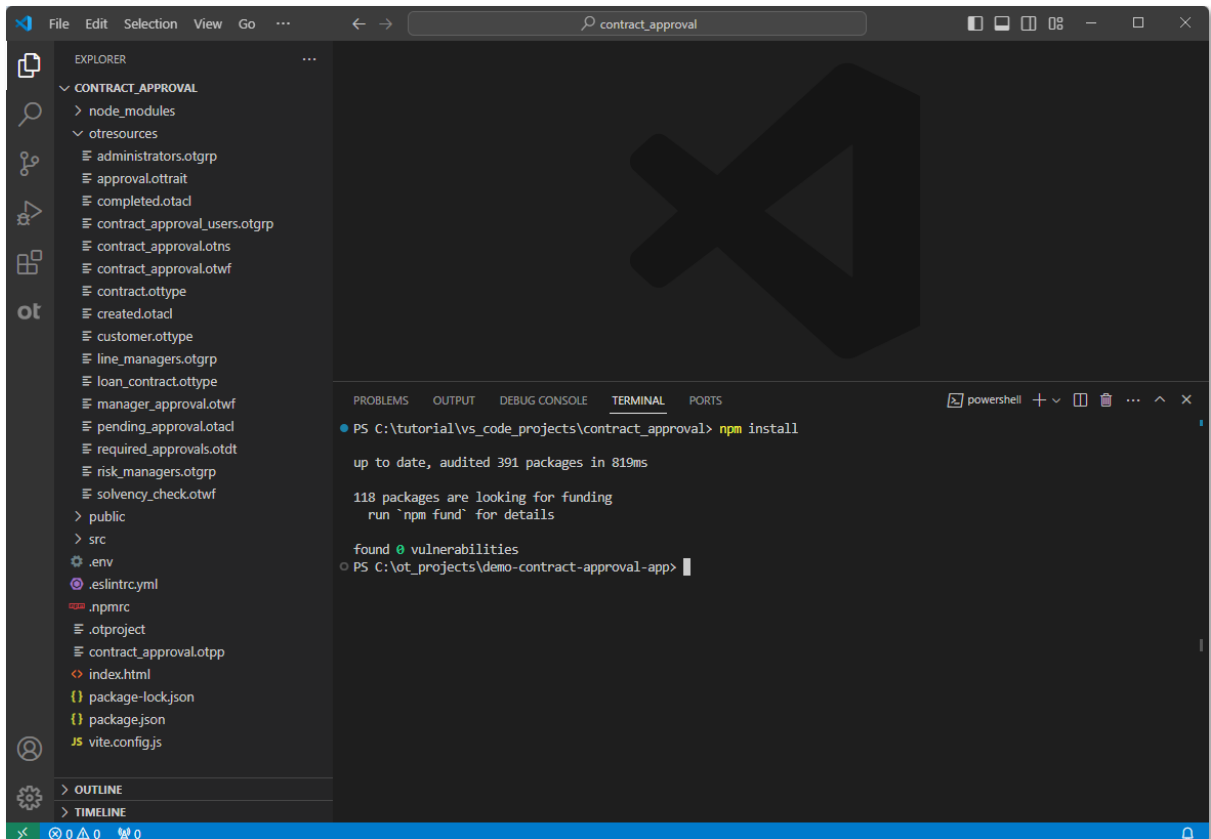 File Edit Selection View Go ··· contract_approval
EXPLORER ···
CONTRACT_APPROVAL
node_modules
otresources
administrators.otgrp
approval.ottrait
completed.otacl
contract_approval_users.otgrp
contract_approval.otns
contract_approval.otwf
contract.ottype
created.otacl
customer.ottype
line_managers.otgrp
loan_contract.ottype
manager_approval.otwf
pending_approval.otacl
required_approvals.otdt
risk_managers.otgrp
solvency_check.otwf
public
src
.env
.eslintrc.yml
.npmrc
.otproject
contract_approval.otpp
index.html
{} package-lock.json
{} package.json
JS vite.config.js
OUTLINE
TIMELINE
ot
PROBLEMS OUTPUT DEBUG CONSOLE TERMINAL PORTS powershell
PS C:\tutorial\vs_code_projects\contract_approval> npm install
up to date, audited 391 packages in 819ms
118 packages are looking for funding
run `npm fund` for details
found 0 vulnerabilities
PS C:\ot_projects\demo-contract-approval-app>
0 0 0